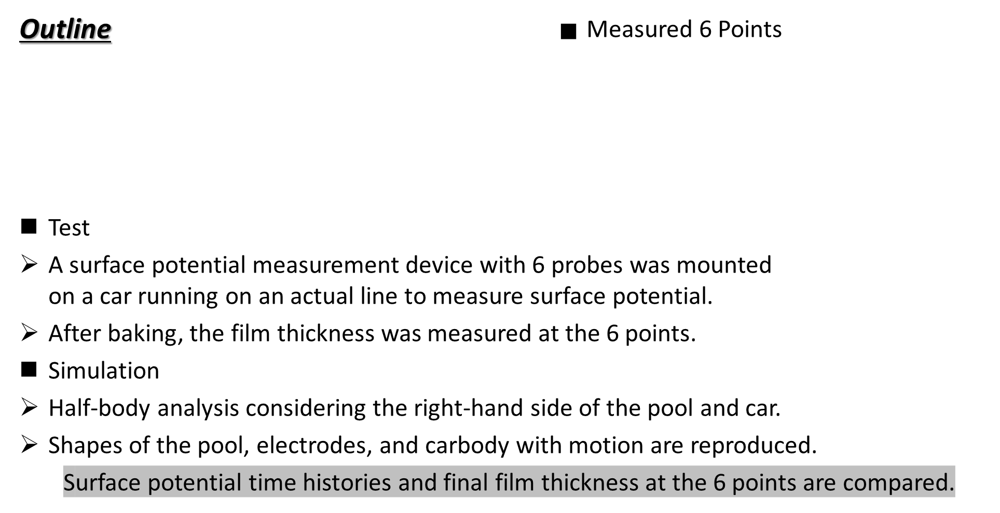 Outline
■ Measured 6 Points
■ Test
➢ A surface potential measurement device with 6 probes was mounted
on a car running on an actual line to measure surface potential.
➢ After baking, the film thickness was measured at the 6 points.
■ Simulation
➢ Half-body analysis considering the right-hand side of the pool and car.
➢ Shapes of the pool, electrodes, and carbody with motion are reproduced.
Surface potential time histories and final film thickness at the 6 points are compared.